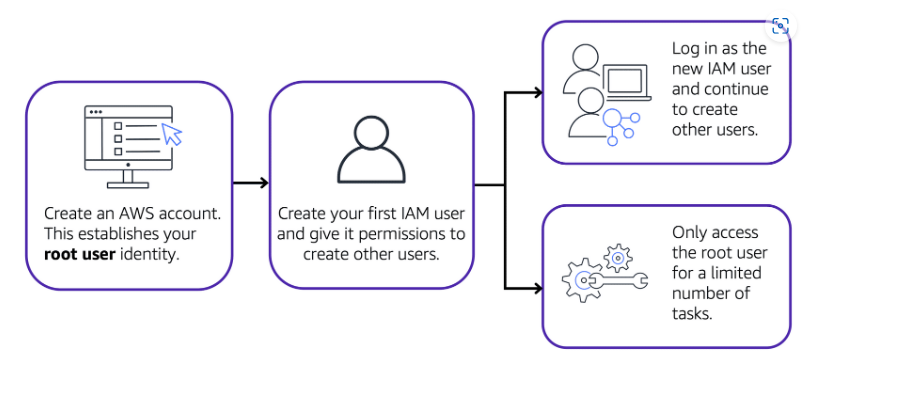 Create an AWS account.
This establishes your
root user identity.
Create your first IAM user
and give it permissions to
create other users.
Log in as the
new IAM user
and continue
to create
other users.
Only access
the root user
for a limited
number of
tasks.